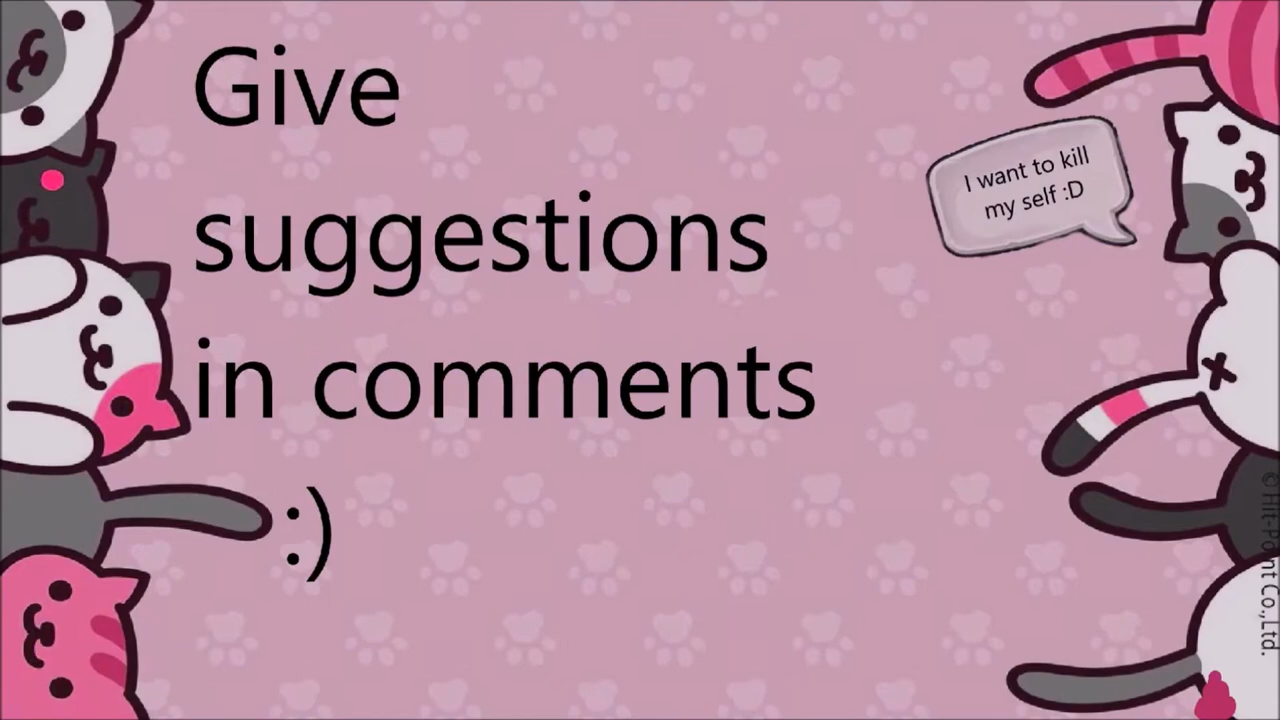 Give
suggestions
in comments
:)
I want to kill
my self :D
© Hit-Point Co.,Ltd.